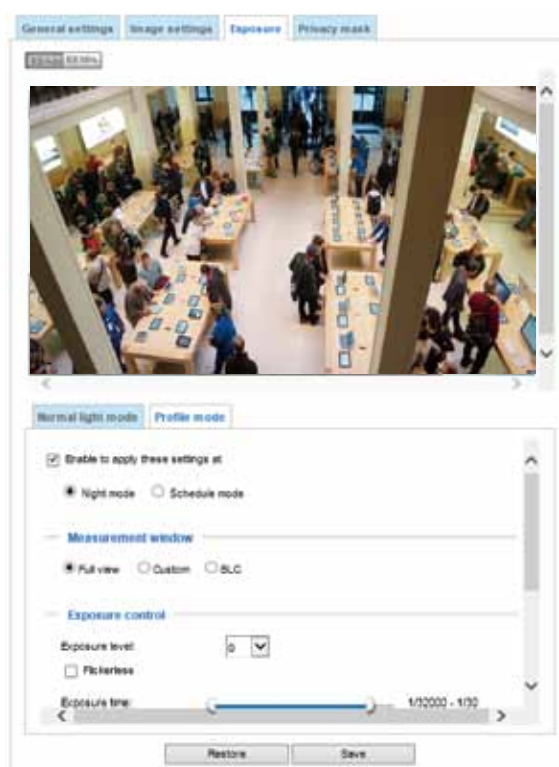 General settings Image settings Exposure Privacy mask
Normal light mode Profile mode
Enable to apply these settings at
Night mode Schedule mode
Measurement window
Full view Custom BLC
Exposure control
Exposure level: 0
Flickerless
Exposure time: 1/32000 - 1/30
Restore Save